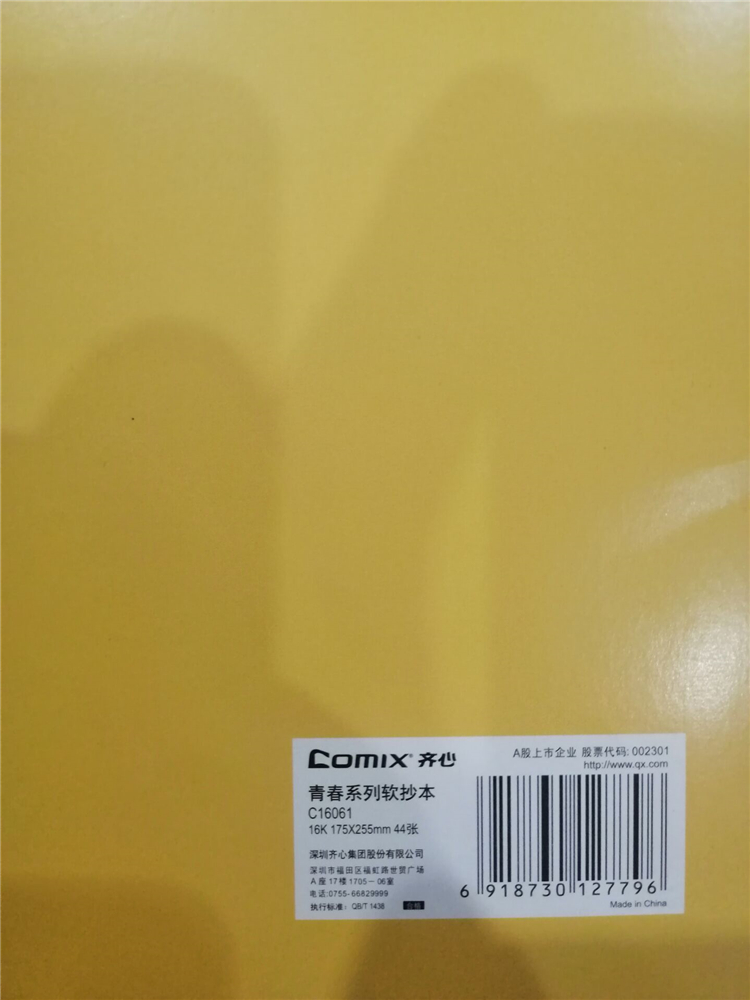 COMIX® 齐心
A股上市企业 股票代码: 002301
http://www.qx.com
青春系列软抄本
C16061
16K 175X255mm 44张
深圳齐心集团股份有限公司
深圳市福田区福虹路世贸广场
A座17楼1705-06室
电话:0755-66829999
执行标准: QB/T 1438 合格
6 918730 127796
Made in China